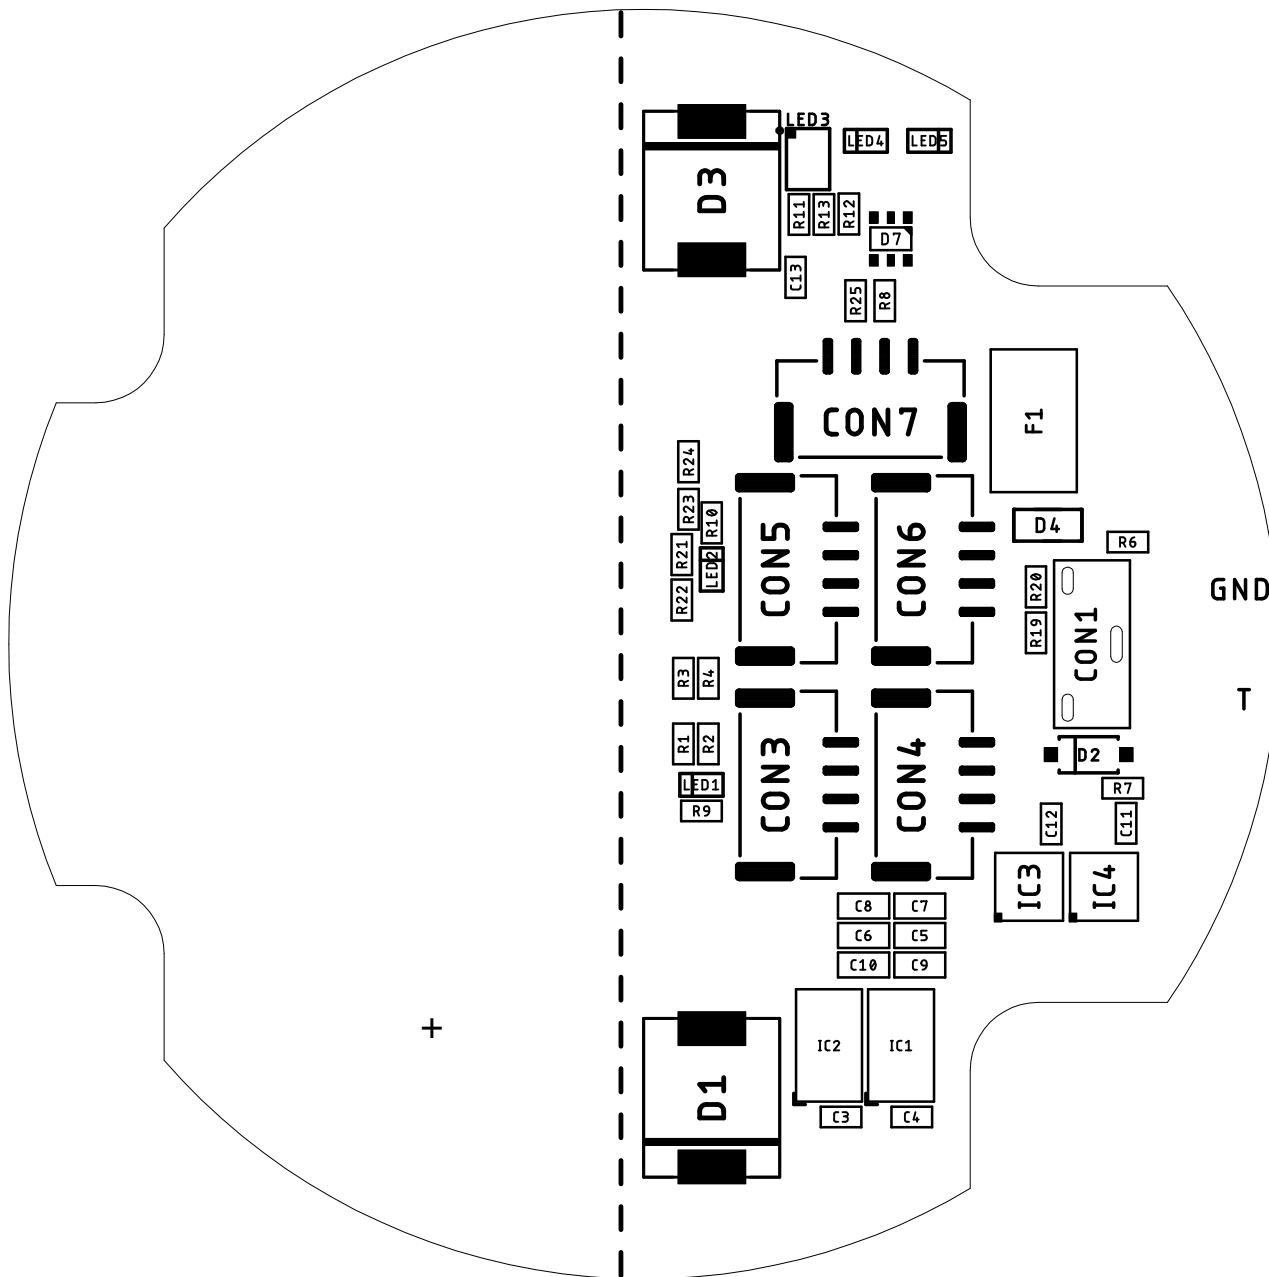 LED3
LED4
LED5
D3
R11
R13
R12
D7
C13
R25
R8
CON7
F1
R24
R23
R10
CON5
CON6
D4
R6
R21
LED2
R22
R20
GND
R19
CON1
R3
R4
T
R1
R2
CON3
CON4
D2
LED1
R7
R9
C12
C11
IC3
IC4
C8
C7
C6
C5
C10
C9
+
IC2
IC1
D1
C3
C4